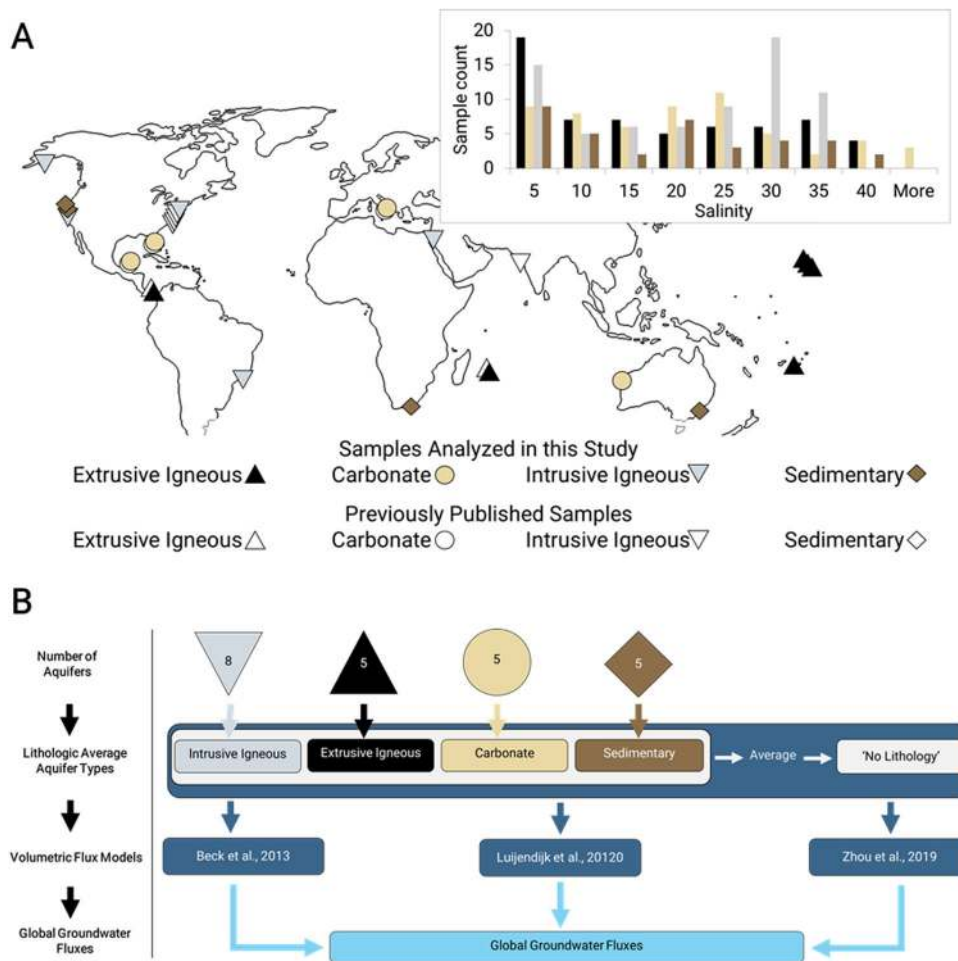 A
Sample count
20
15
10
5
0
5 10 15 20 25 30 35 40 More
Salinity
Samples Analyzed in this Study
Extrusive Igneous Carbonate Intrusive Igneous Sedimentary
Previously Published Samples
Extrusive Igneous Carbonate Intrusive Igneous Sedimentary
B
Number of
Aquifers
8 5 5 5
Lithologic Average
Aquifer Types
Intrusive Igneous Extrusive Igneous Carbonate Sedimentary Average 'No Lithology'
Volumetric Flux Models
Beck et al., 2013 Luijendijk et al., 20120 Zhou et al., 2019
Global Groundwater
Fluxes
Global Groundwater Fluxes